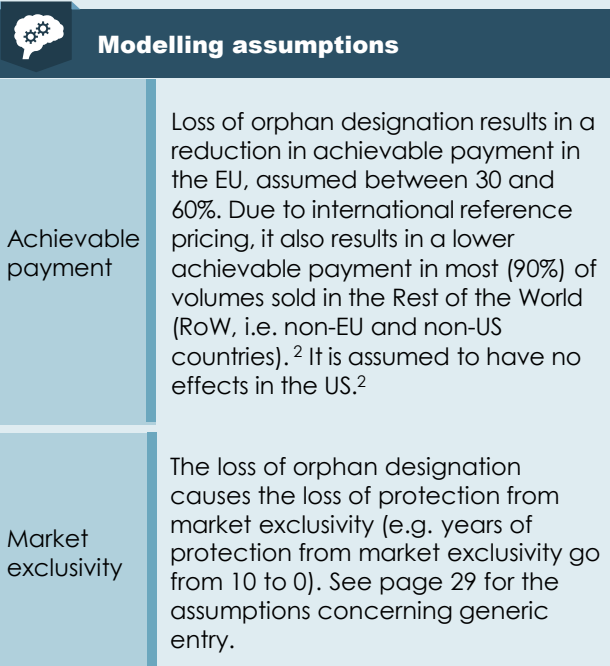 Modelling assumptions
Achievable
payment
Loss of orphan designation results in a
reduction in achievable payment in
the EU, assumed between 30 and
60%. Due to international reference
pricing, it also results in a lower
achievable payment in most (90%) of
volumes sold in the Rest of the World
(RoW, i.e. non-EU and non-US
countries). 2 It is assumed to have no
effects in the US.2
Market
exclusivity
The loss of orphan designation
causes the loss of protection from
market exclusivity (e.g. years of
protection from market exclusivity go
from 10 to 0). See page 29 for the
assumptions concerning generic
entry.